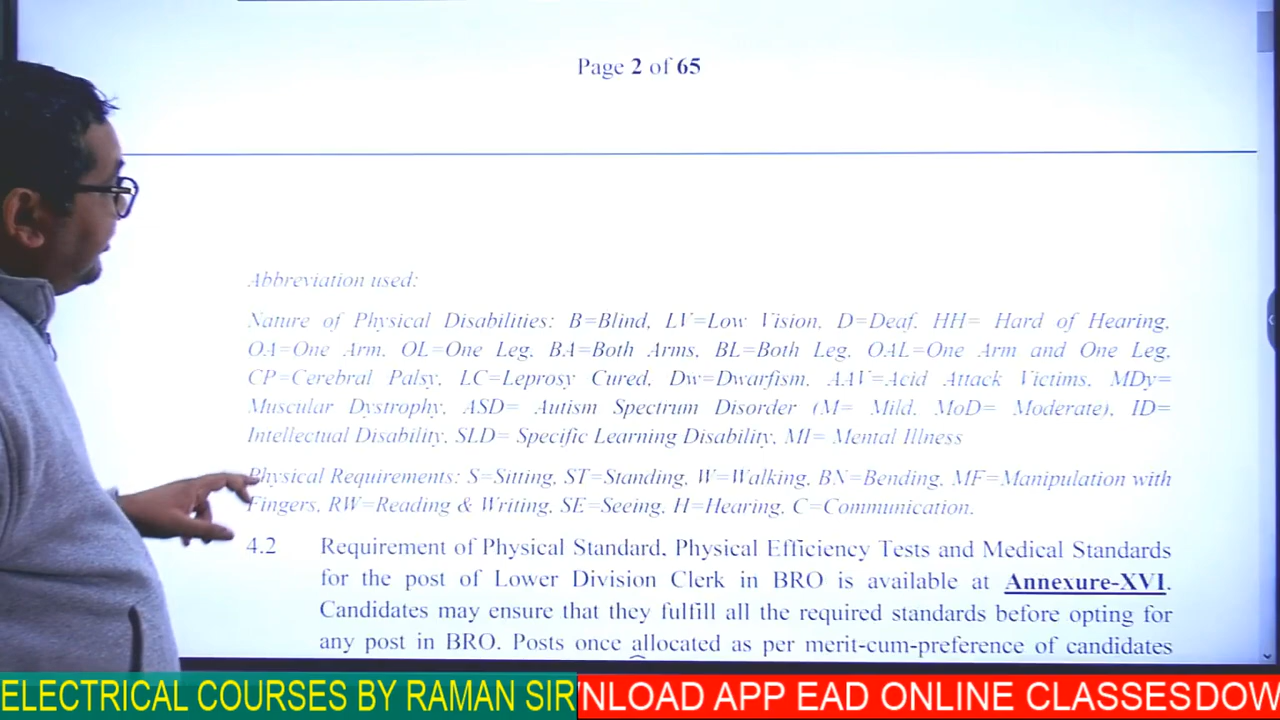 Page 2 of 65
Abbreviation used:
Nature of Physical Disabilities: B=Blind, LV=Low Vision, D=Deaf, HH= Hard of Hearing,
OA=One Arm, OL=One Leg, BA=Both Arms, BL=Both Leg, OAL=One Arm and One Leg,
CP=Cerebral Palsy, LC=Leprosy Cured, Dw=Dwarfism, AAV=Acid Attack Victims, MDy=
Muscular Dystrophy, ASD= Autism Spectrum Disorder (M= Mild, MoD= Moderate), ID=
Intellectual Disability, SLD= Specific Learning Disability, MI= Mental Illness
Physical Requirements: S=Sitting, ST=Standing, W=Walking, BN=Bending, MF=Manipulation with
Fingers, RW=Reading & Writing, SE=Seeing, H=Hearing, C=Communication.
4.2 Requirement of Physical Standard, Physical Efficiency Tests and Medical Standards
for the post of Lower Division Clerk in BRO is available at Annexure-XVI.
Candidates may ensure that they fulfill all the required standards before opting for
any post in BRO. Posts once allocated as per merit-cum-preference of candidates
ELECTRICAL COURSES BY RAMAN SIR
NLOAD APP EAD ONLINE CLASSESDOW